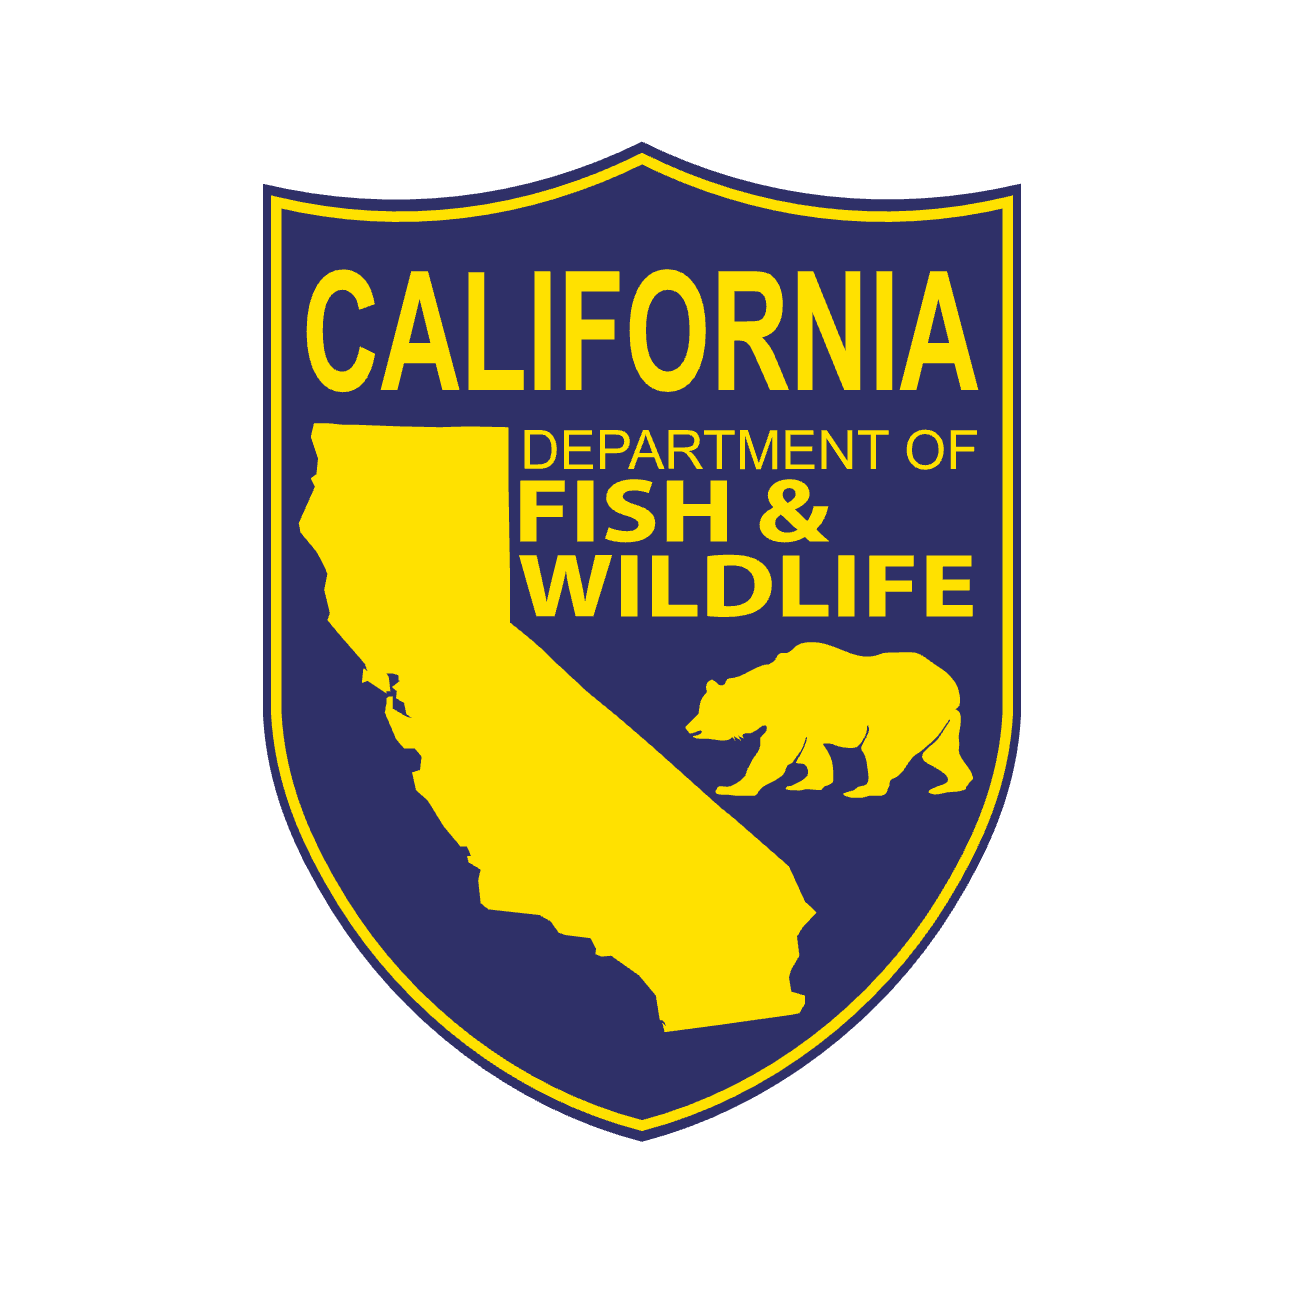 CALIFORNIA
DEPARTMENT OF
FISH &
WILDLIFE